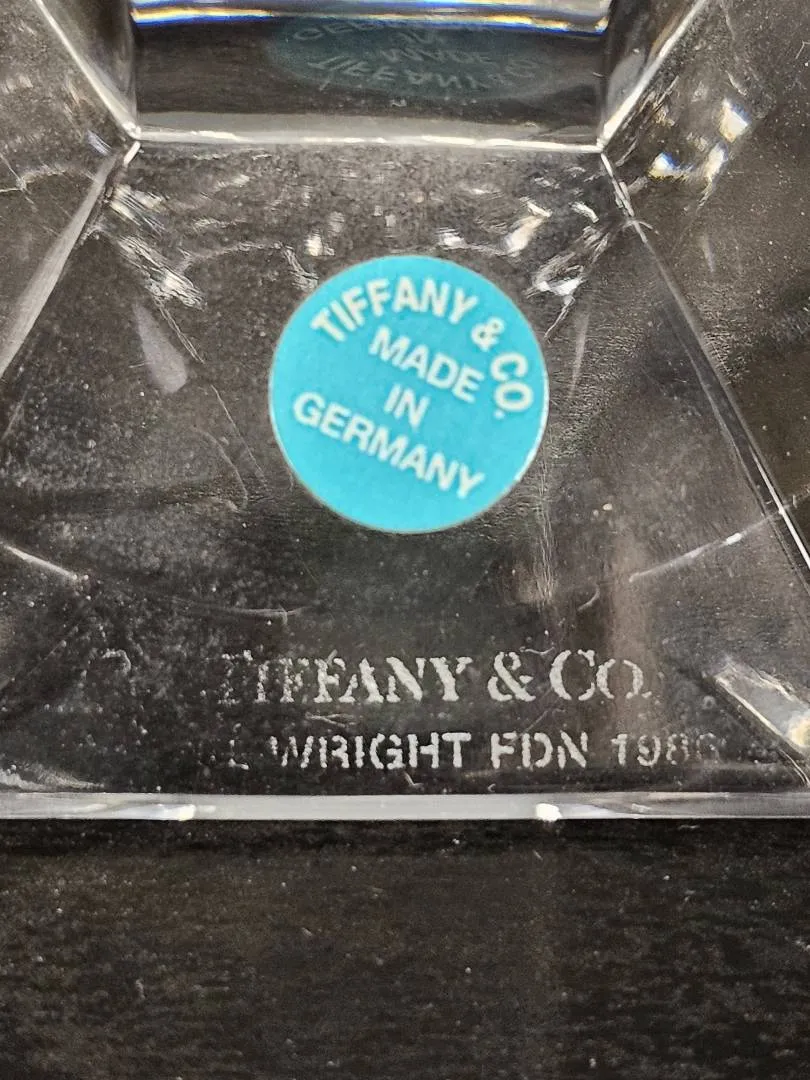 TIFFANY & CO.
MADE
IN
GERMANY
TIFFANY & CO.
WRIGHT FDN